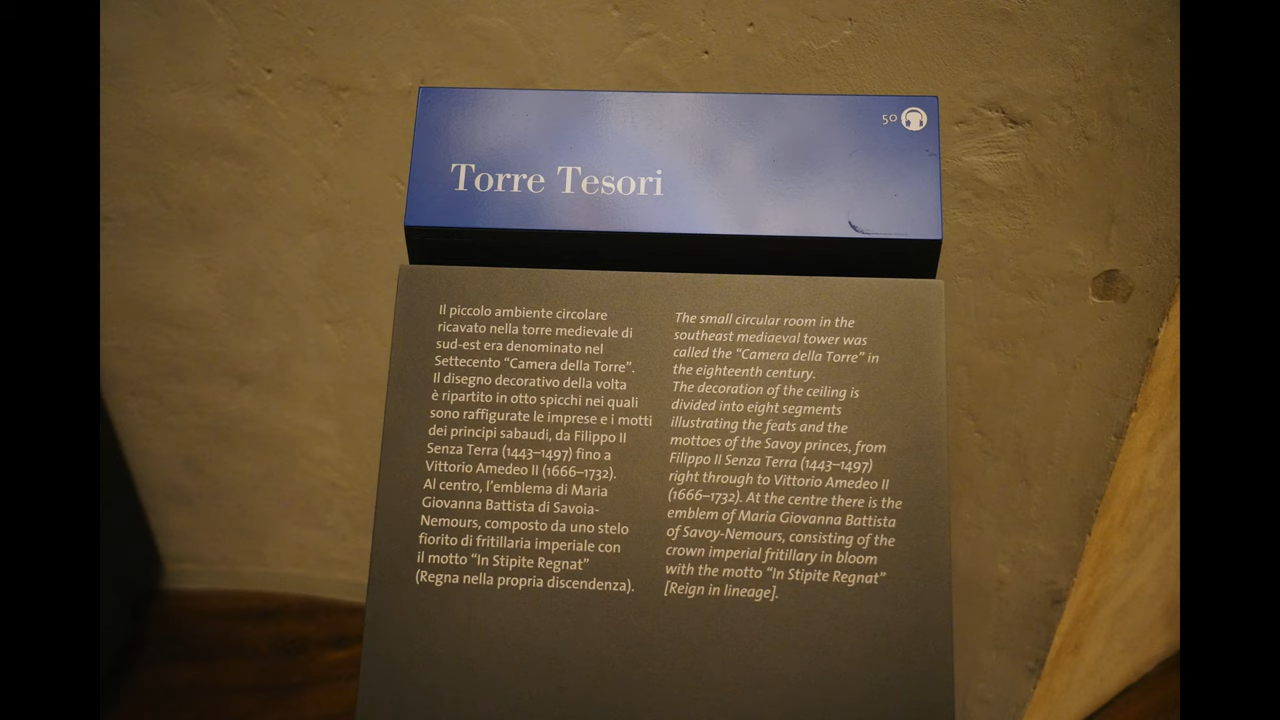 50
Torre Tesori
Il piccolo ambiente circolare
ricavato nella torre medievale di
sud-est era denominato nel
Settecento “Camera della Torre”.
Il disegno decorativo della volta
è ripartito in otto spicchi nei quali
sono raffigurate le imprese e i motti
dei principi sabaudi, da Filippo II
Senza Terra (1443–1497) fino a
Vittorio Amedeo II (1666–1732).
Al centro, l’emblema di Maria
Giovanna Battista di Savoia-
Nemours, composto da uno stelo
fiorito di fritillaria imperiale con
il motto “In Stipite Regnat”
(Regna nella propria discendenza).
The small circular room in the
southeast mediaeval tower was
called the “Camera della Torre” in
the eighteenth century.
The decoration of the ceiling is
divided into eight segments
illustrating the feats and the
mottoes of the Savoy princes, from
Filippo II Senza Terra (1443–1497)
right through to Vittorio Amedeo II
(1666–1732). At the centre there is the
emblem of Maria Giovanna Battista
of Savoy-Nemours, consisting of the
crown imperial fritillary in bloom
with the motto “In Stipite Regnat”
[Reign in lineage].